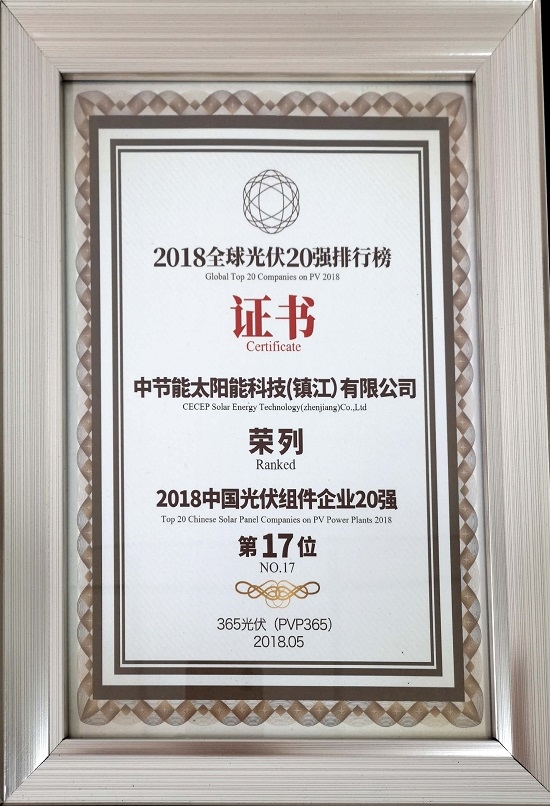 2018全球光伏20强排行榜
Global Top 20 Companies on PV 2018
证书
Certificate
中节能太阳能科技(镇江)有限公司
CECEP Solar Energy Technology(zhenjiang)Co.,Ltd
荣列
Ranked
2018中国光伏组件企业20强
Top 20 Chinese Solar Panel Companies on PV Power Plants 2018
第17位
NO.17
365光伏（PVP365）
2018.05